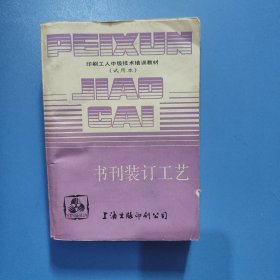 PEIXUN
印刷工人中级技术培训教材
(试用本)
JIAO
CAI
书刊装订工艺
上海出版印刷公司